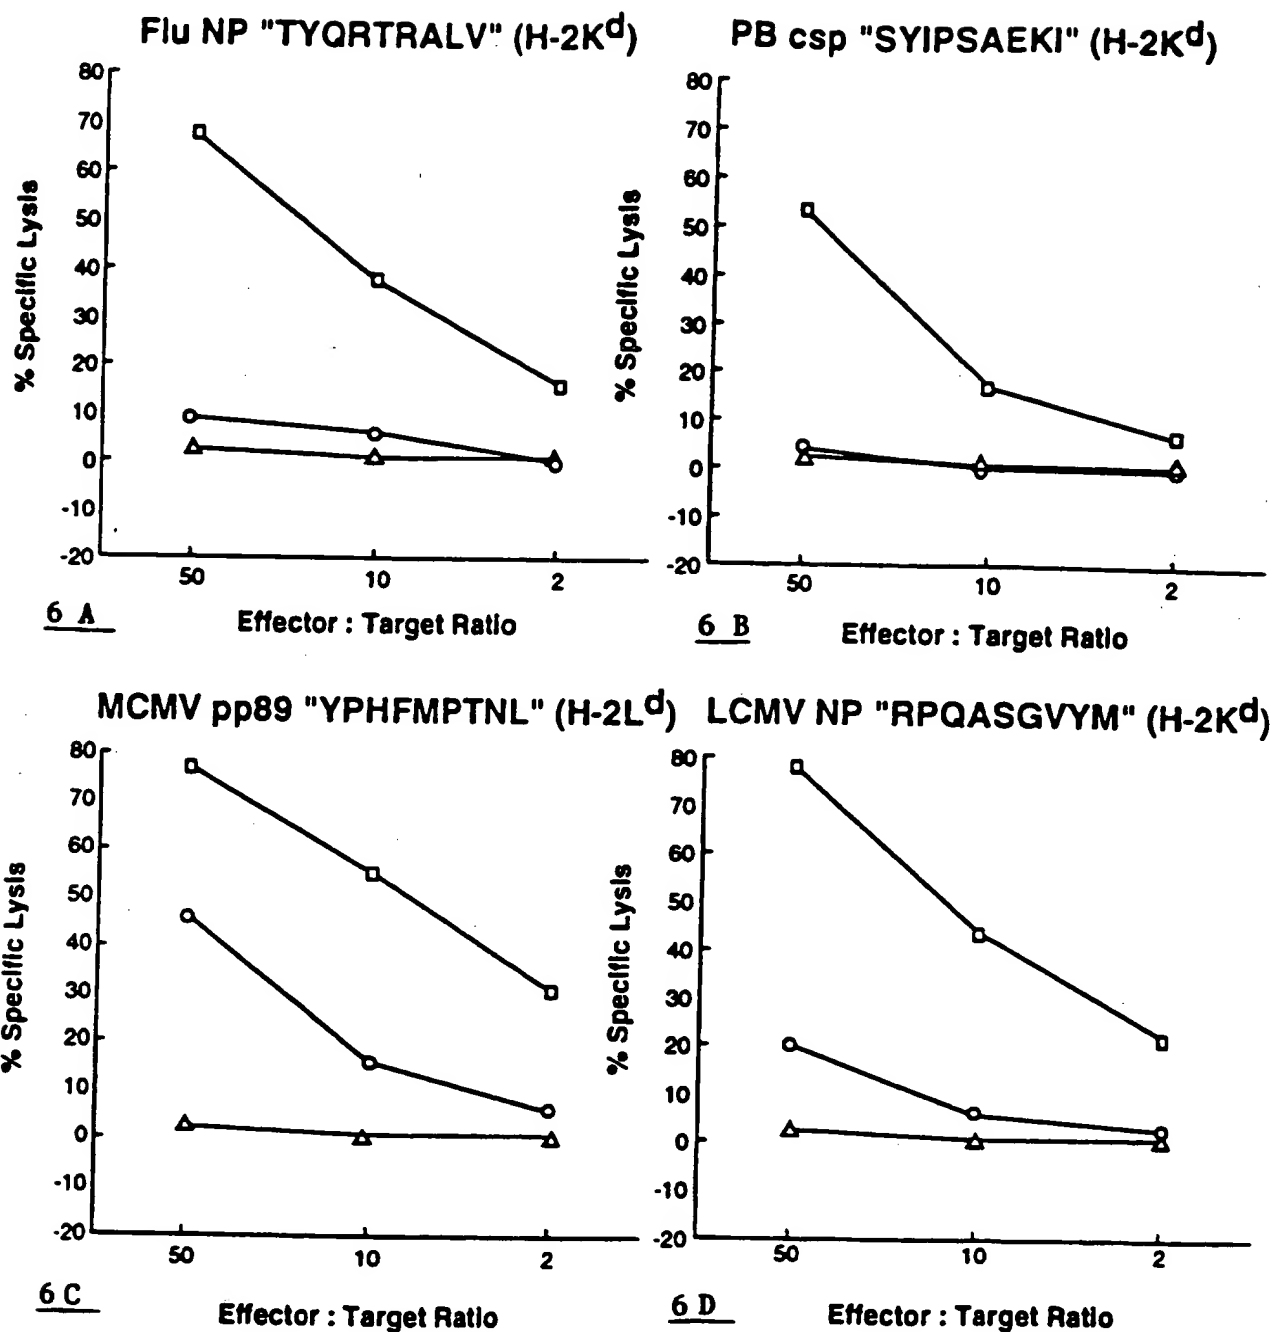 Flu NP "TYQRTRALV" (H-2Kd)
80
70
60
50
40
30
20
10
0
-10
-20
% Specific Lysis
50 10 2
6 A
Effector : Target Ratio
PB csp "SYIPSAEKI" (H-2Kd)
80
70
60
50
40
30
20
10
0
-10
-20
% Specific Lysis
50 10 2
6 B
Effector : Target Ratio
MCMV pp89 "YPHFMPTNL" (H-2Ld)
80
70
60
50
40
30
20
10
0
-10
-20
% Specific Lysis
50 10 2
6 C
Effector : Target Ratio
LCMV NP "RPQASGVYM" (H-2Kd)
80
70
60
50
40
30
20
10
0
-10
-20
% Specific Lysis
50 10 2
6 D
Effector : Target Ratio